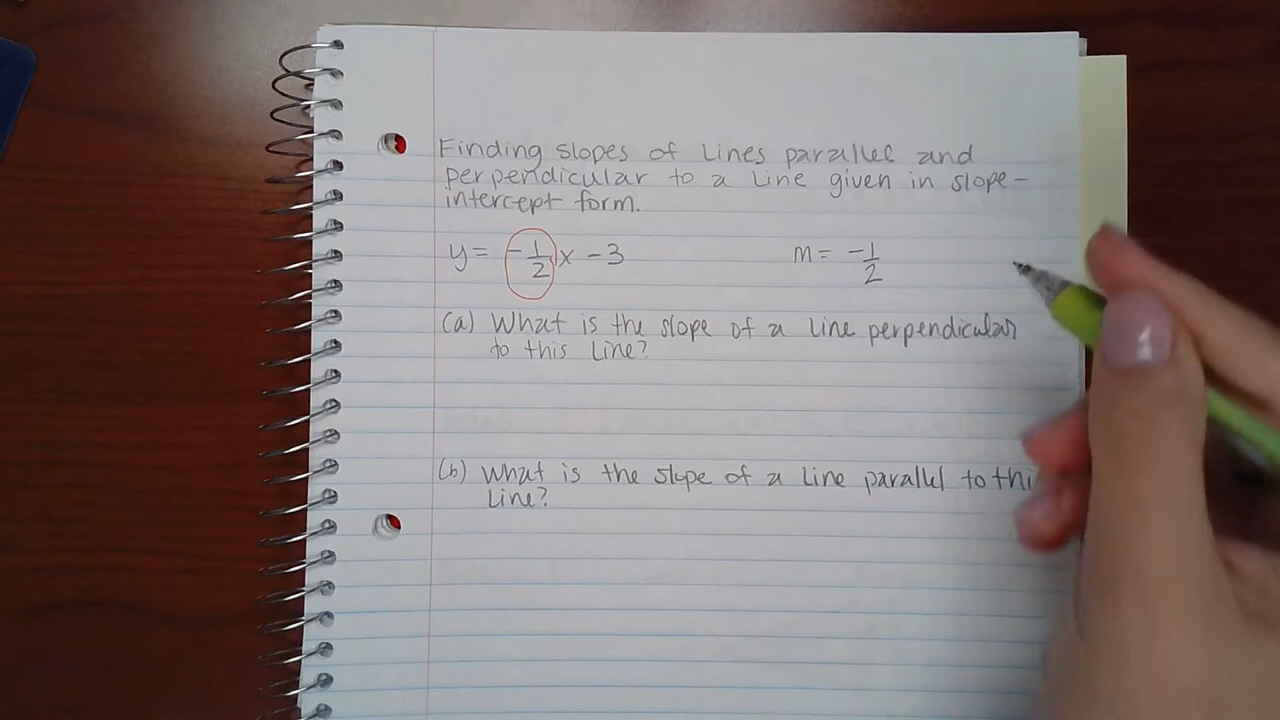 Finding slopes of lines parallel and
perpendicular to a line given in slope-
intercept form.
y = -1/2 x - 3 m = -1/2
(a) What is the slope of a line perpendicular
to this line?
(b) What is the slope of a line parallel to thi
line?